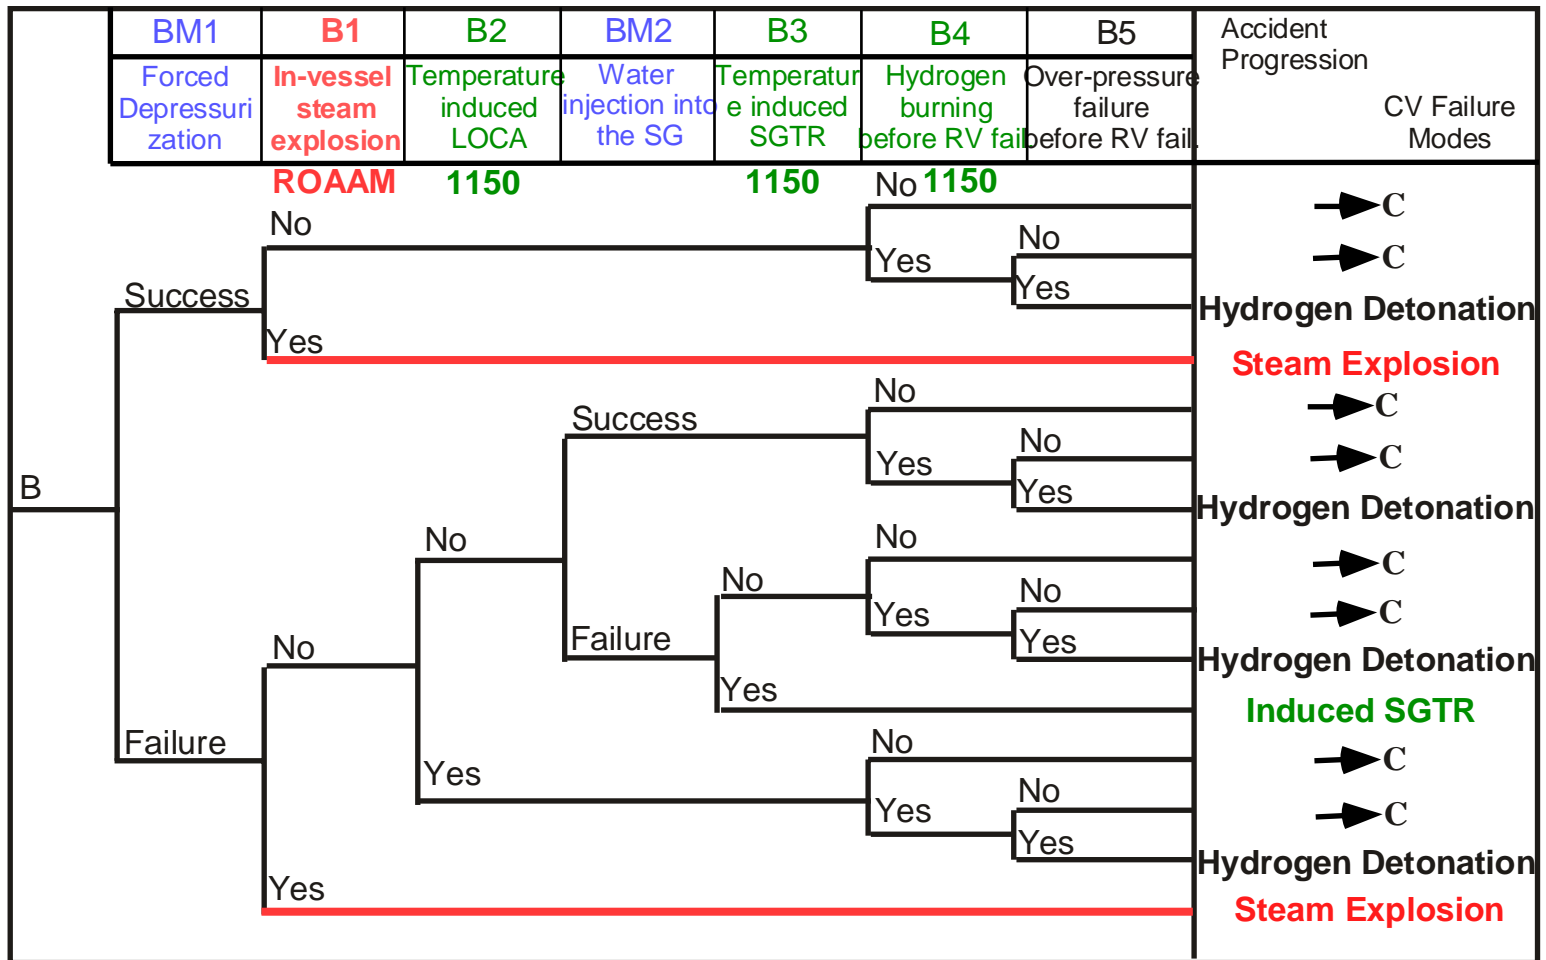 BM1 B1 B2 BM2 B3 B4 B5
Accident
Progression
CV Failure
Modes
Forced
Depressuri
zation
In-vessel
steam
explosion
Temperature
induced
LOCA
Water
injection into
the SG
Temperatur
e induced
SGTR
Hydrogen
burning
before RV fail.
Over-pressure
failure
before RV fail.
ROAAM 1150 1150 1150
No
C
No
No
C
Yes
Yes
Hydrogen Detonation
Success
Yes
Steam Explosion
No
C
Success
No
C
Yes
Yes
Hydrogen Detonation
B
No
No
C
No
No
C
Yes
Failure
Yes
Hydrogen Detonation
No
Yes
Induced SGTR
Failure
No
C
Yes
No
C
Yes
Yes
Hydrogen Detonation
Yes
Steam Explosion